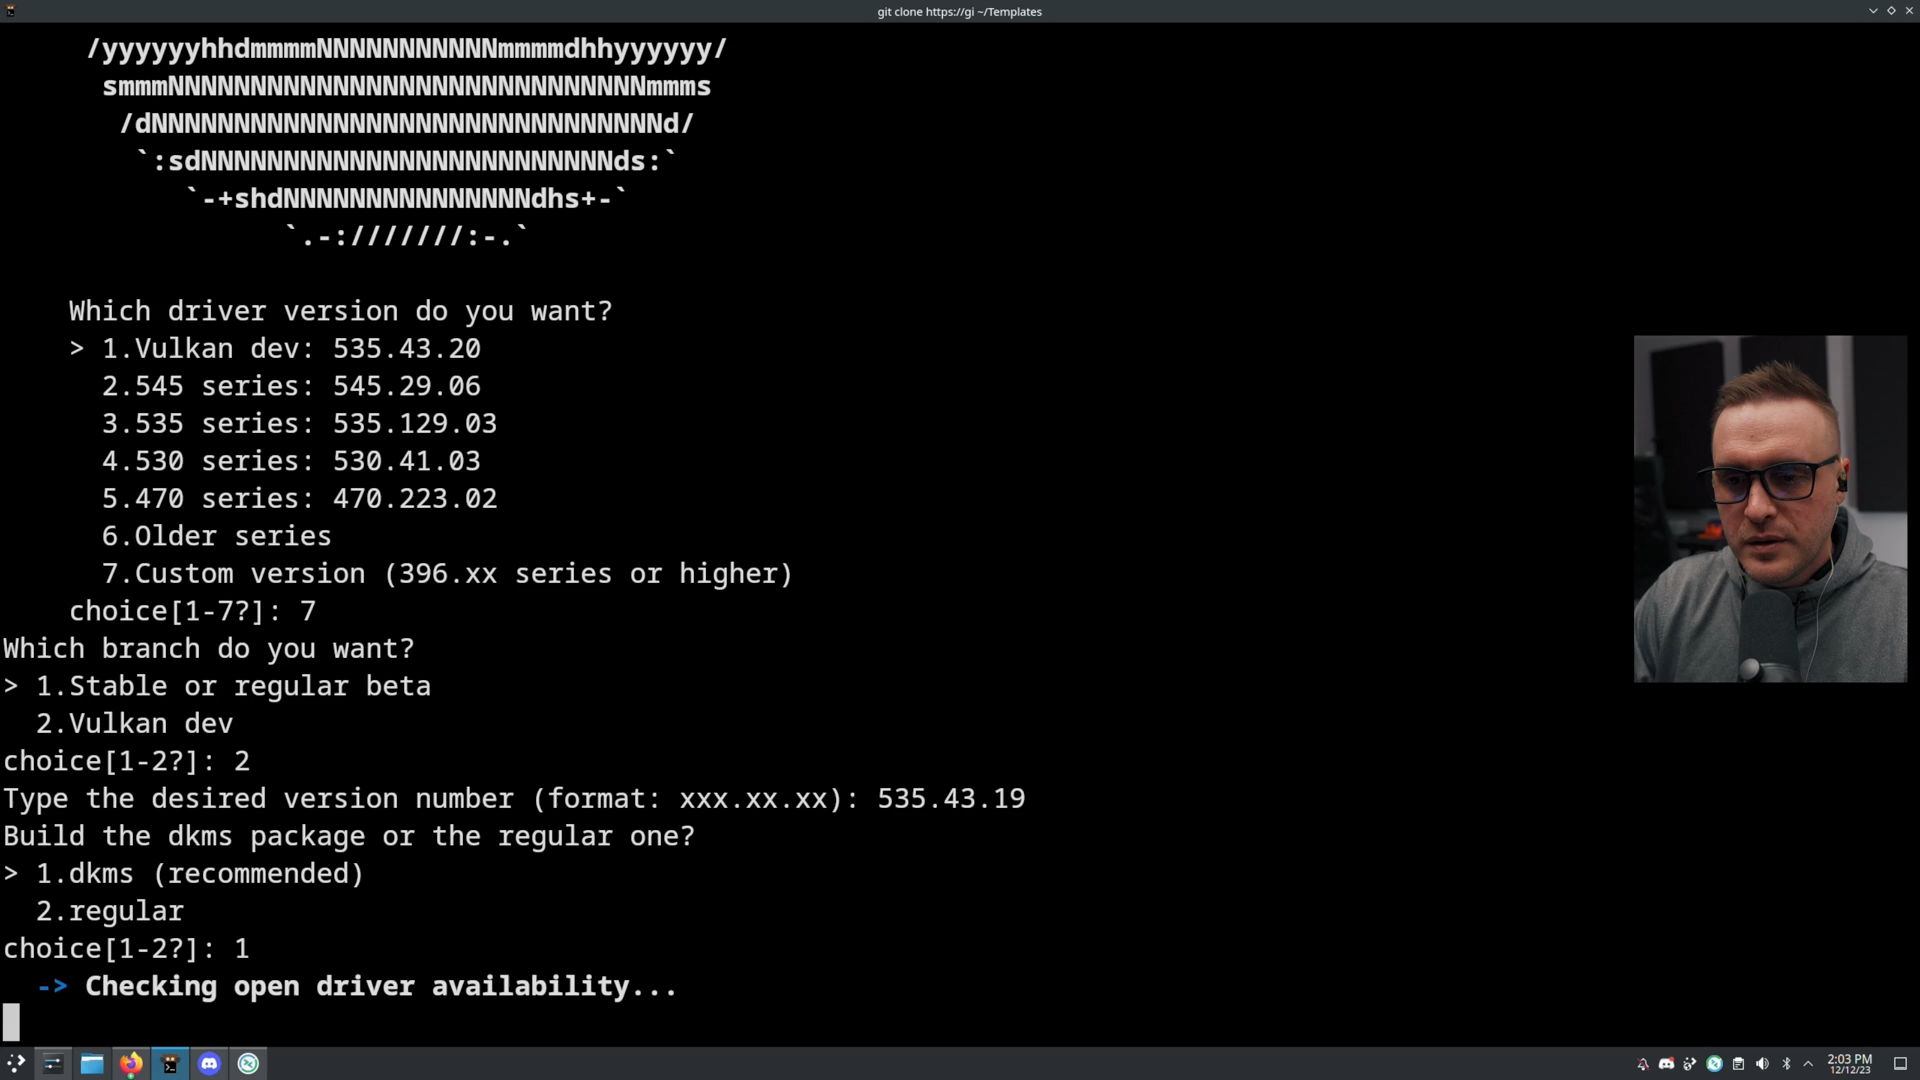 git clone https://gi ~/Templates
/yyyyyyhhdmmmmNNNNNNNNNNNmmmmdhhyyyyyy/
smmmNNNNNNNNNNNNNNNNNNNNNNNNNNNNNmmms
/dNNNNNNNNNNNNNNNNNNNNNNNNNNNNNNNd/
`:sdNNNNNNNNNNNNNNNNNNNNNNNNNds:`
`-+shdNNNNNNNNNNNNNNNdhs+-`
`.-:///////:-.`
Which driver version do you want?
> 1.Vulkan dev: 535.43.20
2.545 series: 545.29.06
3.535 series: 535.129.03
4.530 series: 530.41.03
5.470 series: 470.223.02
6.Older series
7.Custom version (396.xx series or higher)
choice[1-7?]: 7
Which branch do you want?
> 1.Stable or regular beta
2.Vulkan dev
choice[1-2?]: 2
Type the desired version number (format: xxx.xx.xx): 535.43.19
Build the dkms package or the regular one?
> 1.dkms (recommended)
2.regular
choice[1-2?]: 1
-> Checking open driver availability...
2:03 PM
12/12/23